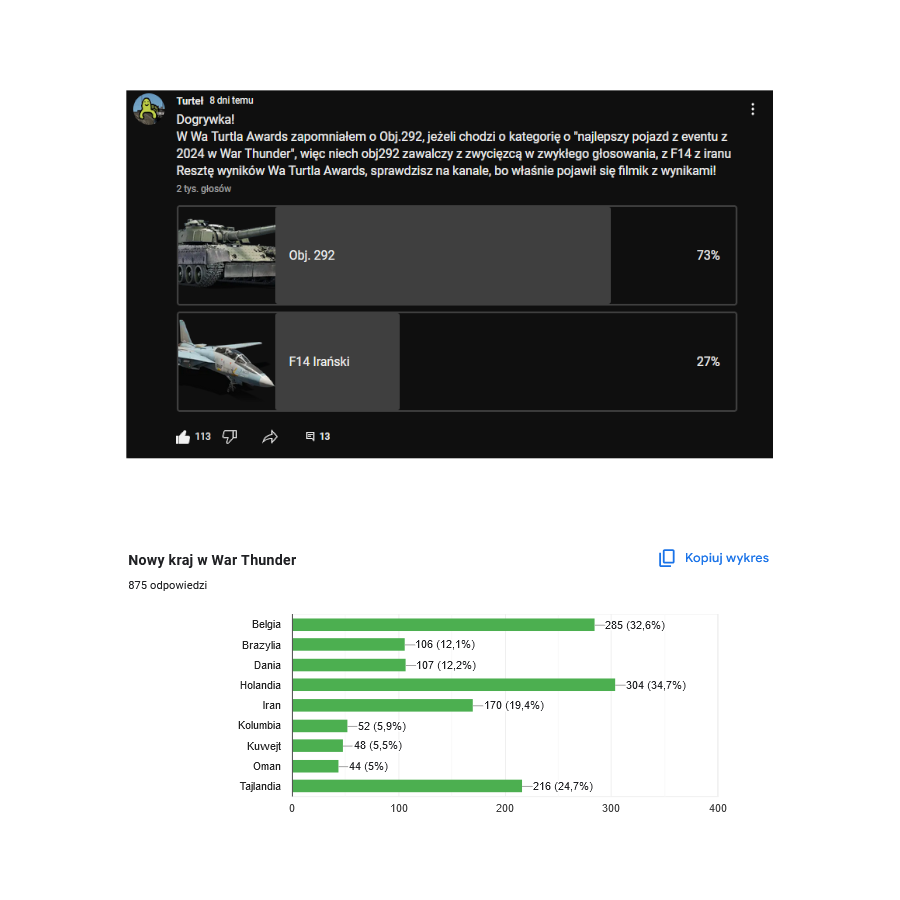 Turteł 8 dni temu
Dogrywka!
W Wa Turtla Awards zapomniałem o Obj.292, jeżeli chodzi o kategorię o "najlepszy pojazd z eventu z
2024 w War Thunder", więc niech obj292 zawalczy z zwycięzcą w zwykłego głosowania, z F14 z iranu
Resztę wyników Wa Turtla Awards, sprawdzisz na kanale, bo właśnie pojawił się filmik z wynikami!
2 tys. głosów
Obj. 292 73%
F14 Irański 27%
113 13
Nowy kraj w War Thunder
Kopiuj wykres
875 odpowiedzi
Belgia 285 (32,6%)
Brazylia 106 (12,1%)
Dania 107 (12,2%)
Holandia 304 (34,7%)
Iran 170 (19,4%)
Kolumbia 52 (5,9%)
Kuwejt 48 (5,5%)
Oman 44 (5%)
Tajlandia 216 (24,7%)
0 100 200 300 400